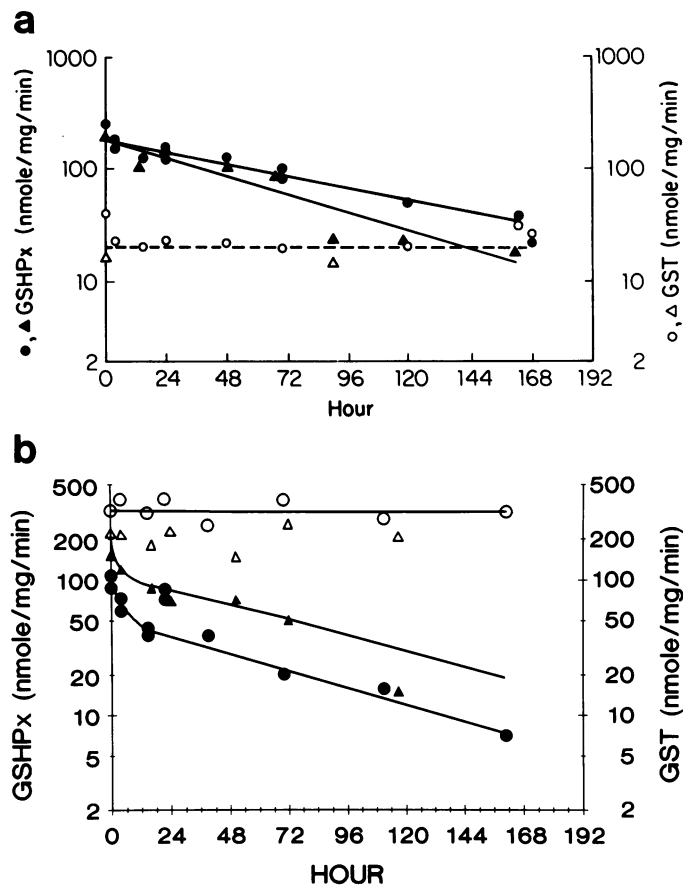 a
1000
100
10
2
●,▲ GSHPx (nmole/mg/min)
1000
100
10
2
○,△ GST (nmole/mg/min)
0 24 48 72 96 120 144 168 192
Hour
b
500
200
100
50
20
10
5
2
GSHPx (nmole/mg/min)
500
200
100
50
20
10
5
2
GST (nmole/mg/min)
0 24 48 72 96 120 144 168 192
HOUR